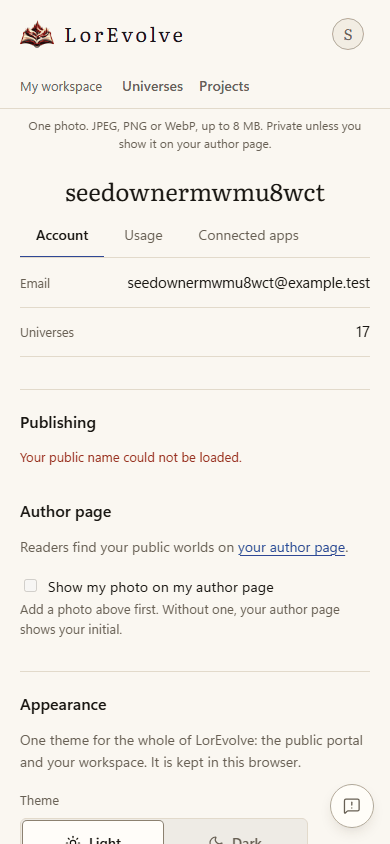 LorEvolve
S
My workspace
Universes
Projects
One photo. JPEG, PNG or WebP, up to 8 MB. Private unless you
show it on your author page.
seedownermwmu8wct
Account
Usage
Connected apps
Email
seedownermwmu8wct@example.test
Universes
17
Publishing
Your public name could not be loaded.
Author page
Readers find your public worlds on your author page.
Show my photo on my author page
Add a photo above first. Without one, your author page
shows your initial.
Appearance
One theme for the whole of LorEvolve: the public portal
and your workspace. It is kept in this browser.
Theme
Light
Dark